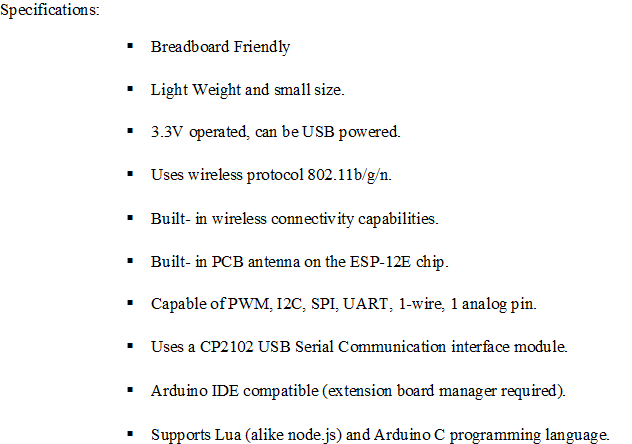 Specifications:
▪ Breadboard Friendly
▪ Light Weight and small size.
▪ 3.3V operated, can be USB powered.
▪ Uses wireless protocol 802.11b/g/n.
▪ Built- in wireless connectivity capabilities.
▪ Built- in PCB antenna on the ESP-12E chip.
▪ Capable of PWM, I2C, SPI, UART, 1-wire, 1 analog pin.
▪ Uses a CP2102 USB Serial Communication interface module.
▪ Arduino IDE compatible (extension board manager required).
▪ Supports Lua (alike node.js) and Arduino C programming language.